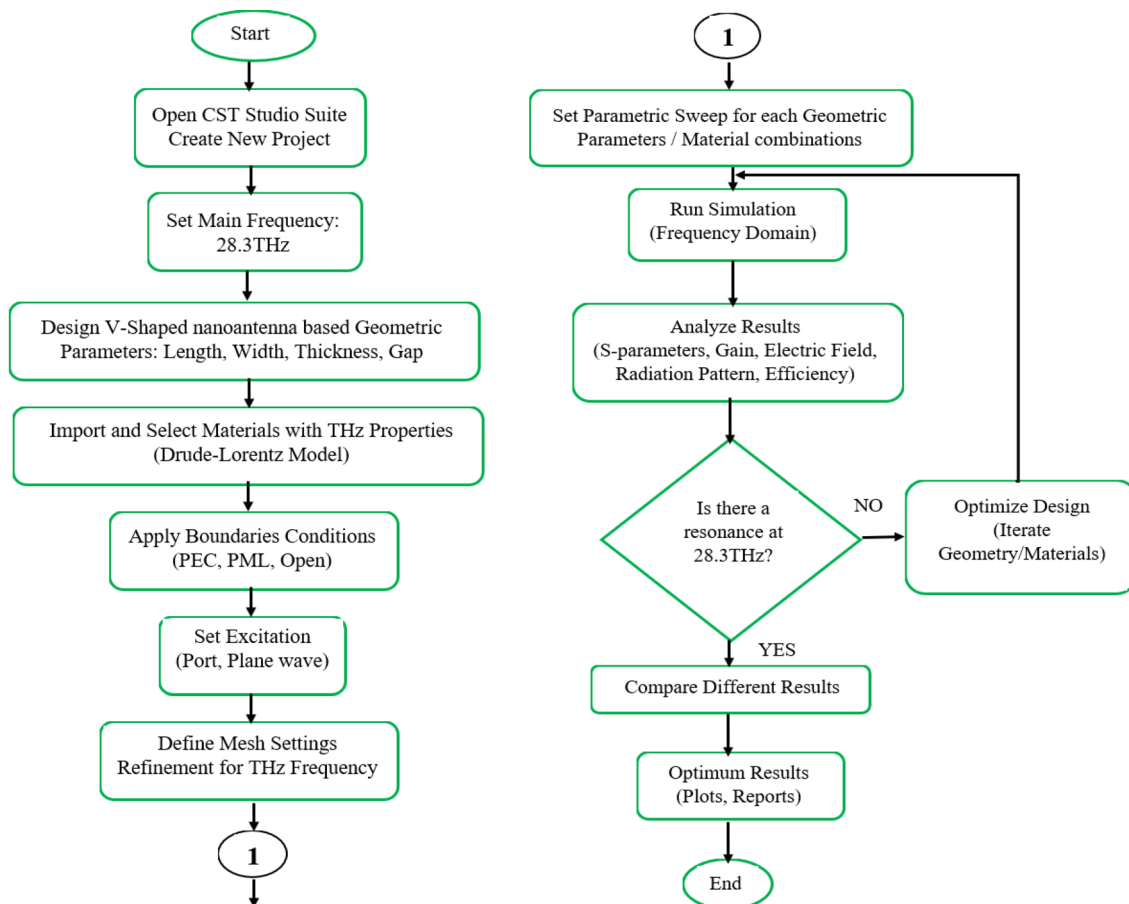 Start
Open CST Studio Suite
Create New Project
Set Main Frequency:
28.3THz
Design V-Shaped nanoantenna based Geometric
Parameters: Length, Width, Thickness, Gap
Import and Select Materials with THz Properties
(Drude-Lorentz Model)
Apply Boundaries Conditions
(PEC, PML, Open)
Set Excitation
(Port, Plane wave)
Define Mesh Settings
Refinement for THz Frequency
1
1
Set Parametric Sweep for each Geometric
Parameters / Material combinations
Run Simulation
(Frequency Domain)
Analyze Results
(S-parameters, Gain, Electric Field,
Radiation Pattern, Efficiency)
Is there a
resonance at
28.3THz?
NO
Optimize Design
(Iterate
Geometry/Materials)
YES
Compare Different Results
Optimum Results
(Plots, Reports)
End